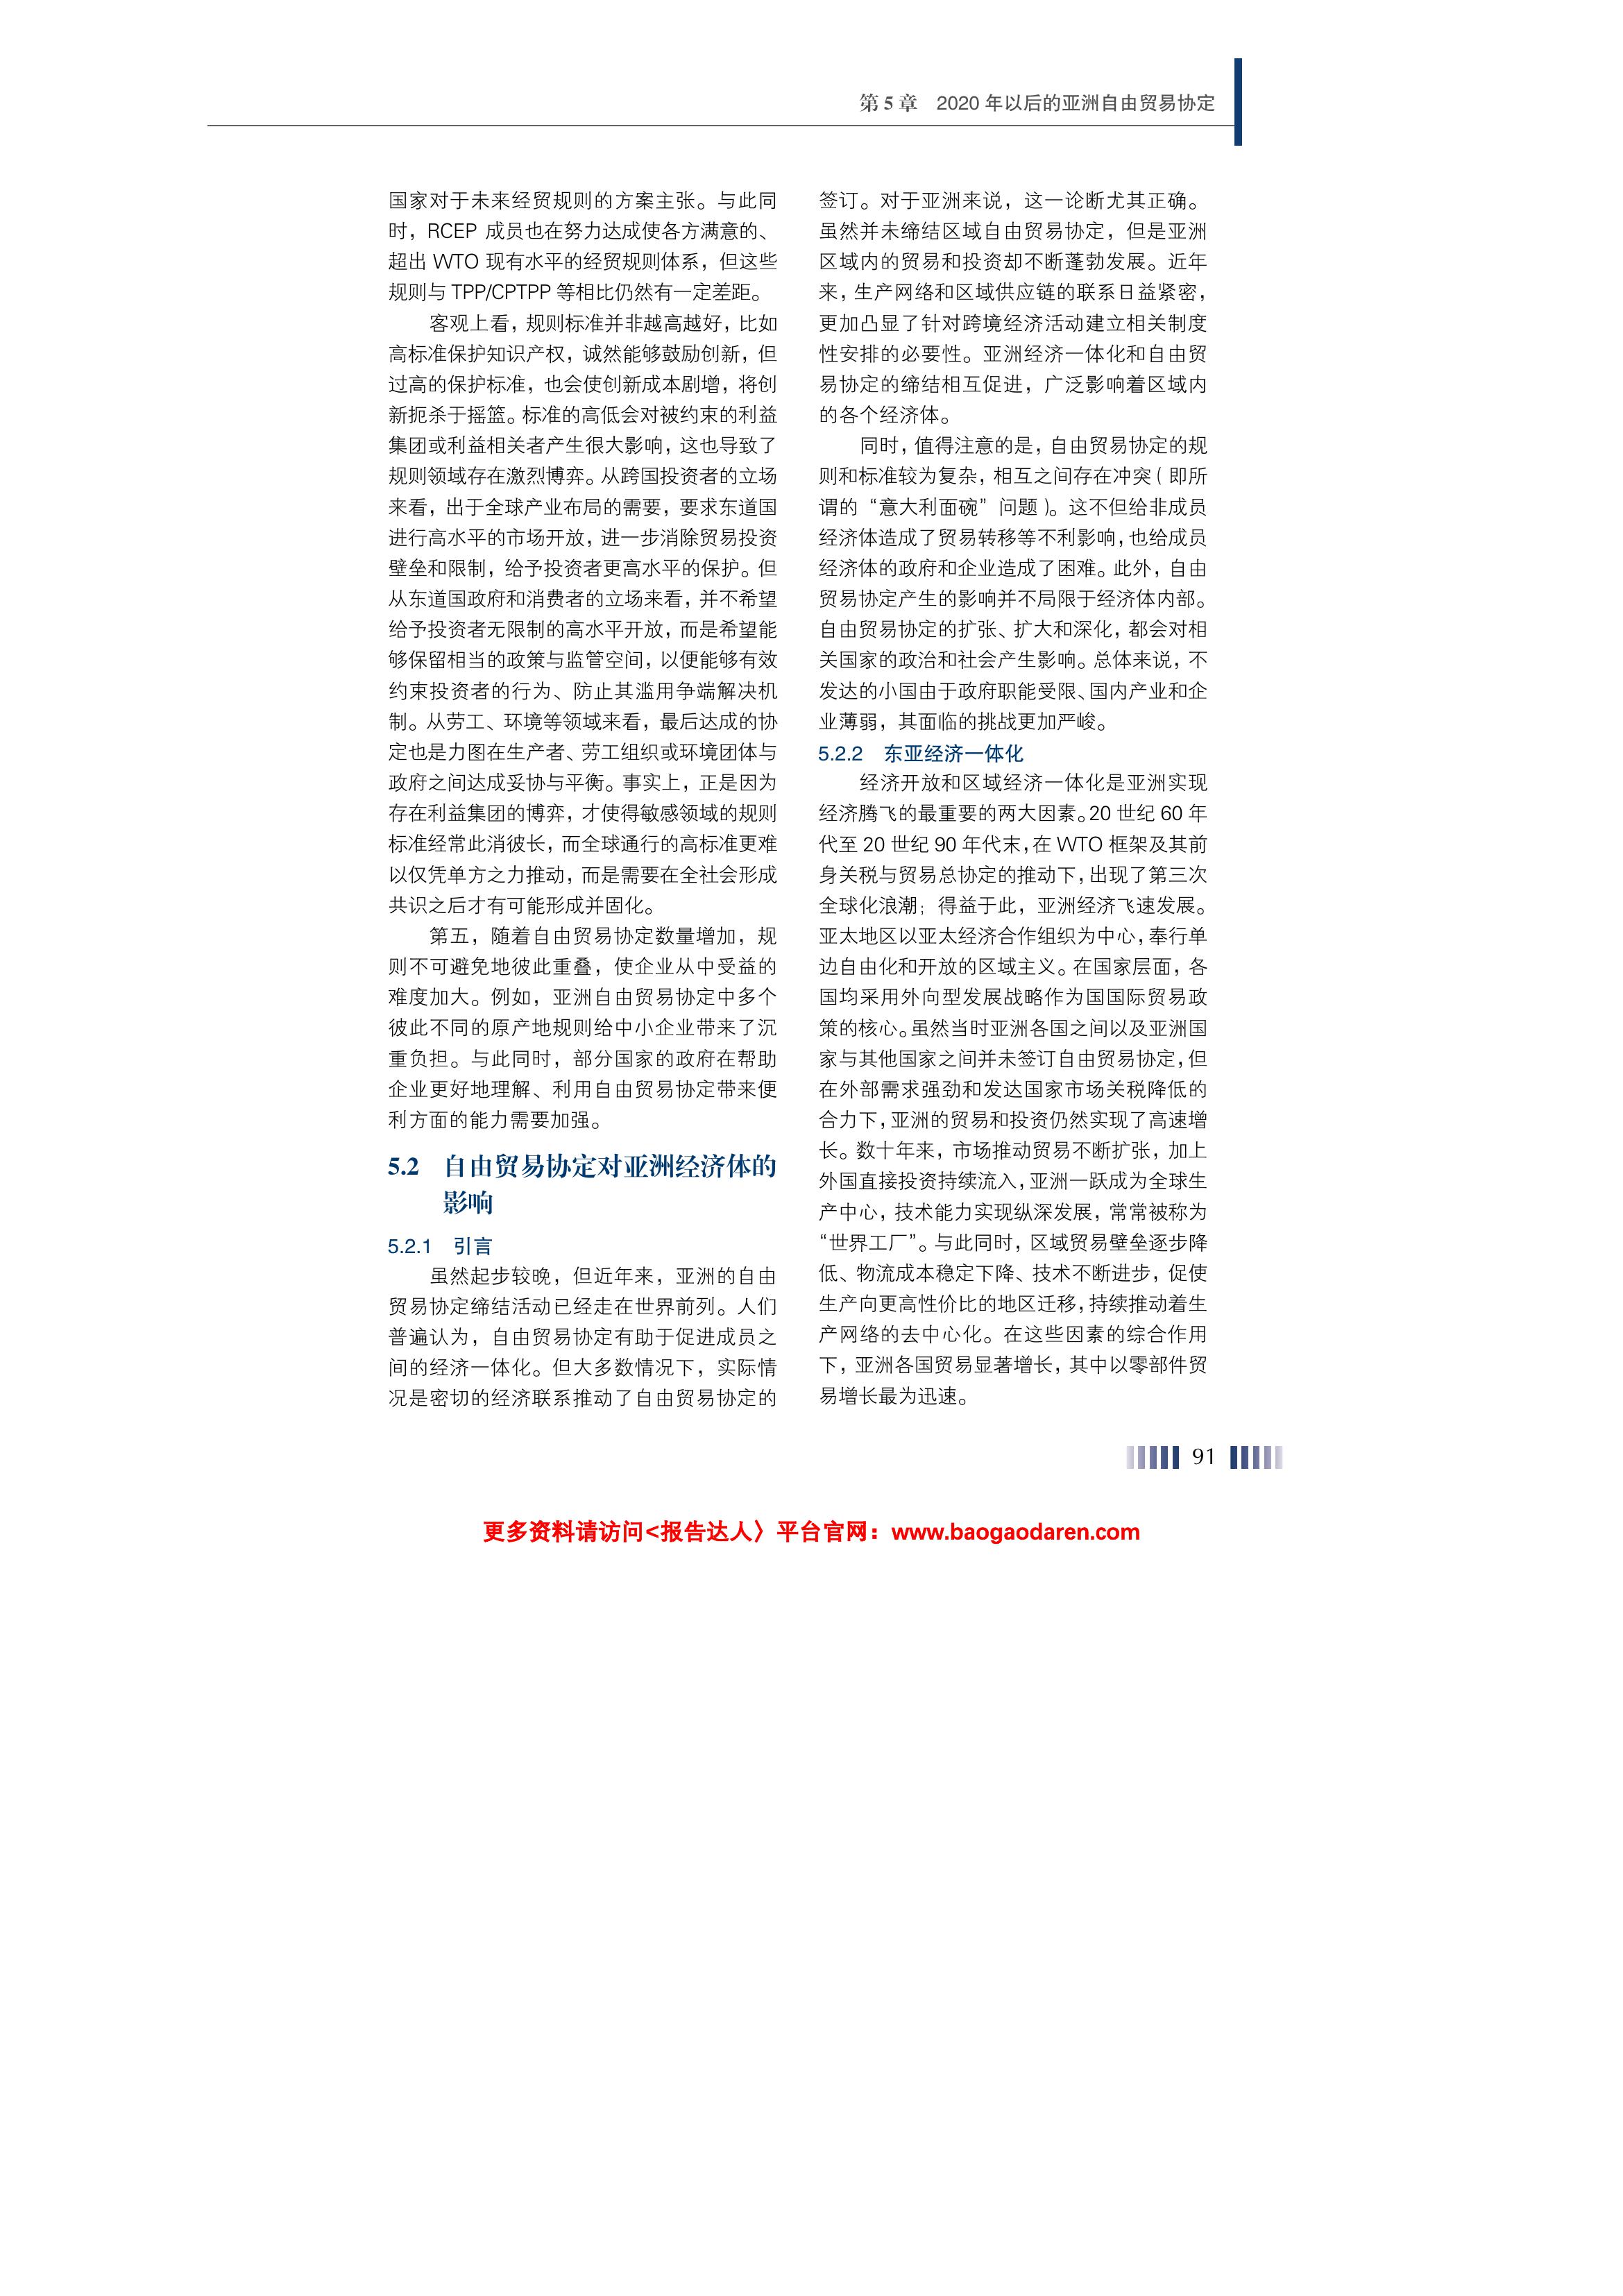 第 5 章 2020 年以后的亚洲自由贸易协定
国家对于未来经贸规则的方案主张。与此同
时，RCEP 成员也在努力达成使各方满意的、
超出 WTO 现有水平的经贸规则体系，但这些
规则与 TPP/CPTPP 等相比仍然有一定差距。
客观上看，规则标准并非越高越好，比如
高标准保护知识产权，诚然能够鼓励创新，但
过高的保护标准，也会使创新成本剧增，将创
新扼杀于摇篮。标准的高低会对被约束的利益
集团或利益相关者产生很大影响，这也导致了
规则领域存在激烈博弈。从跨国投资者的立场
来看，出于全球产业布局的需要，要求东道国
进行高水平的市场开放，进一步消除贸易投资
壁垒和限制，给予投资者更高水平的保护。但
从东道国政府和消费者的立场来看，并不希望
给予投资者无限制的高水平开放，而是希望能
够保留相当的政策与监管空间，以便能够有效
约束投资者的行为、防止其滥用争端解决机
制。从劳工、环境等领域来看，最后达成的协
定也是力图在生产者、劳工组织或环境团体与
政府之间达成妥协与平衡。事实上，正是因为
存在利益集团的博弈，才使得敏感领域的规则
标准经常此消彼长，而全球通行的高标准更难
以仅凭单方之力推动，而是需要在全社会形成
共识之后才有可能形成并固化。
第五，随着自由贸易协定数量增加，规
则不可避免地彼此重叠，使企业从中受益的
难度加大。例如，亚洲自由贸易协定中多个
彼此不同的原产地规则给中小企业带来了沉
重负担。与此同时，部分国家的政府在帮助
企业更好地理解、利用自由贸易协定带来便
利方面的能力需要加强。
5.2 自由贸易协定对亚洲经济体的
影响
5.2.1 引言
虽然起步较晚，但近年来，亚洲的自由
贸易协定缔结活动已经走在世界前列。人们
普遍认为，自由贸易协定有助于促进成员之
间的经济一体化。但大多数情况下，实际情
况是密切的经济联系推动了自由贸易协定的
签订。对于亚洲来说，这一论断尤其正确。
虽然并未缔结区域自由贸易协定，但是亚洲
区域内的贸易和投资却不断蓬勃发展。近年
来，生产网络和区域供应链的联系日益紧密，
更加凸显了针对跨境经济活动建立相关制度
性安排的必要性。亚洲经济一体化和自由贸
易协定的缔结相互促进，广泛影响着区域内
的各个经济体。
同时，值得注意的是，自由贸易协定的规
则和标准较为复杂，相互之间存在冲突（即所
谓的“意大利面碗”问题）。这不但给非成员
经济体造成了贸易转移等不利影响，也给成员
经济体的政府和企业造成了困难。此外，自由
贸易协定产生的影响并不局限于经济体内部。
自由贸易协定的扩张、扩大和深化，都会对相
关国家的政治和社会产生影响。总体来说，不
发达的小国由于政府职能受限、国内产业和企
业薄弱，其面临的挑战更加严峻。
5.2.2 东亚经济一体化
经济开放和区域经济一体化是亚洲实现
经济腾飞的最重要的两大因素。20 世纪 60 年
代至 20 世纪 90 年代末，在 WTO 框架及其前
身关税与贸易总协定的推动下，出现了第三次
全球化浪潮；得益于此，亚洲经济飞速发展。
亚太地区以亚太经济合作组织为中心，奉行单
边自由化和开放的区域主义。在国家层面，各
国均采用外向型发展战略作为国国际贸易政
策的核心。虽然当时亚洲各国之间以及亚洲国
家与其他国家之间并未签订自由贸易协定，但
在外部需求强劲和发达国家市场关税降低的
合力下，亚洲的贸易和投资仍然实现了高速增
长。数十年来，市场推动贸易不断扩张，加上
外国直接投资持续流入，亚洲一跃成为全球生
产中心，技术能力实现纵深发展，常常被称为
“世界工厂”。与此同时，区域贸易壁垒逐步降
低、物流成本稳定下降、技术不断进步，促使
生产向更高性价比的地区迁移，持续推动着生
产网络的去中心化。在这些因素的综合作用
下，亚洲各国贸易显著增长，其中以零部件贸
易增长最为迅速。
91
更多资料请访问<报告达人〉平台官网：www.baogaodaren.com